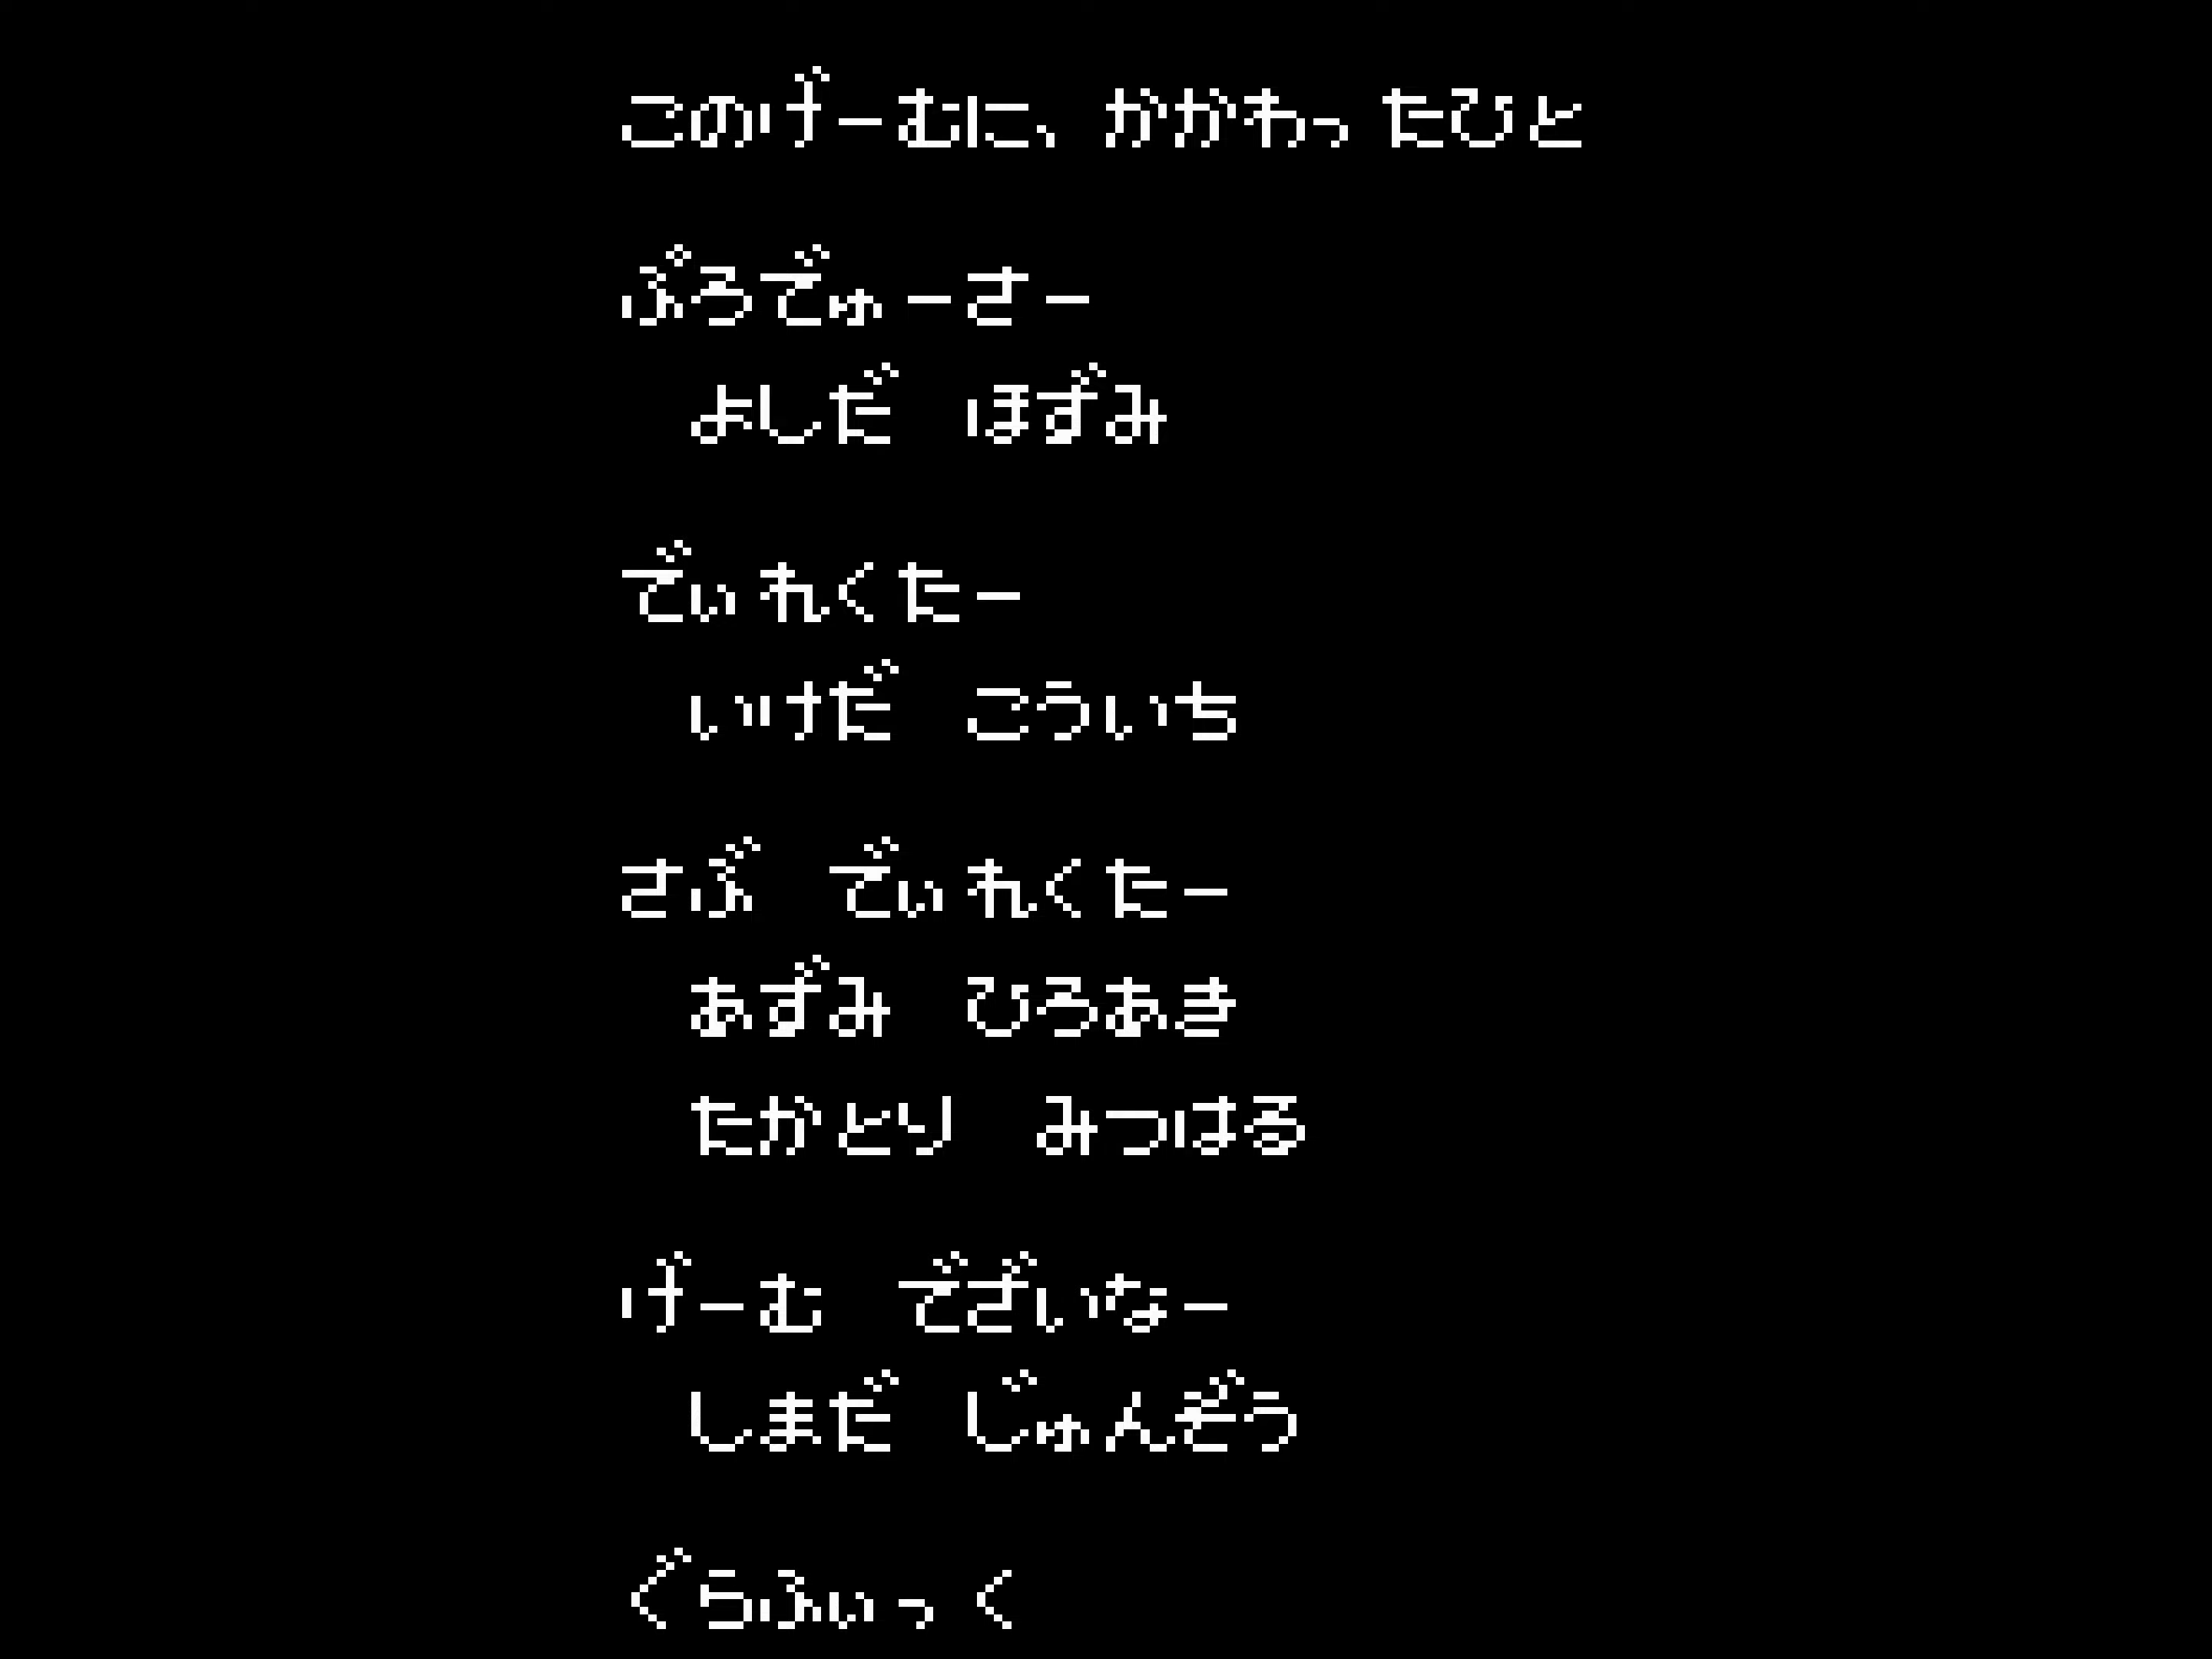 このげーむに、かかわったひと
ぷろでゅーさー
よしだ ほずみ
でぃれくたー
いけだ こういち
さぶ でぃれくたー
あずみ ひろあき
たかとり みつはる
げーむ でざいなー
しまだ じゅんぞう
ぐらふぃっく